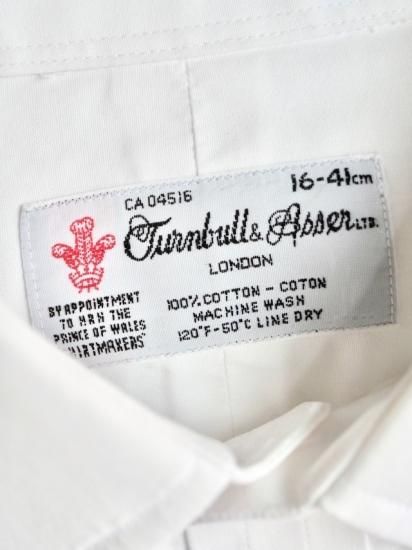 16-41cm
CA 04516
Turnbull & Asser LTD.
LONDON
BY APPOINTMENT
TO H.R.H THE
PRINCE OF WALES
SHIRTMAKERS
100% COTTON - COTON
MACHINE WASH
120°F-50°C LINE DRY